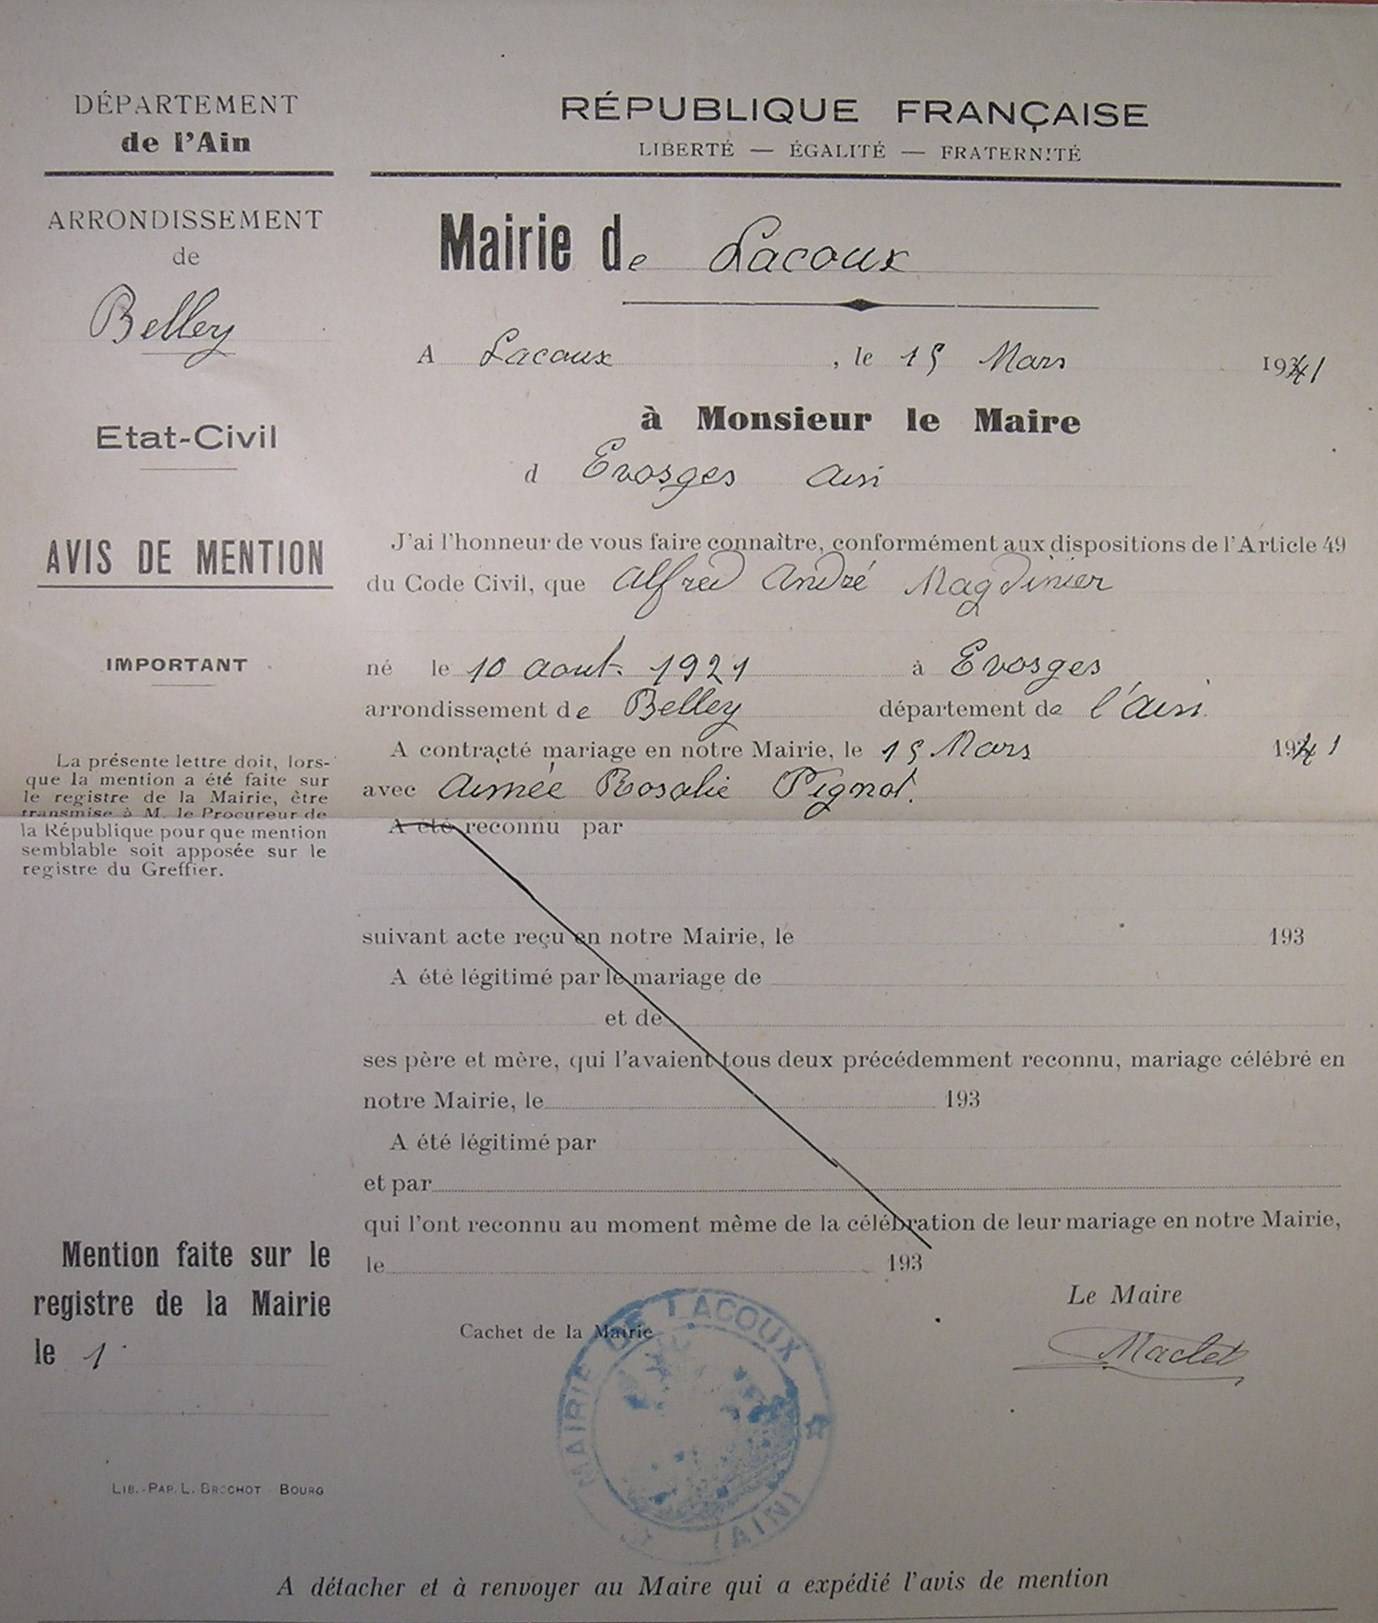 DÉPARTEMENT
de l'Ain
RÉPUBLIQUE FRANÇAISE
LIBERTÉ — ÉGALITÉ — FRATERNITÉ
ARRONDISSEMENT
de
Belley
Mairie de Lacoux
A Lacoux, le 15 Mars 1941
Etat-Civil
à Monsieur le Maire
d Evosges Ain
AVIS DE MENTION
J'ai l'honneur de vous faire connaître, conformément aux dispositions de l'Article 49
du Code Civil, que Alfred André Magdinier
IMPORTANT
né le 10 aout 1921 à Evosges
arrondissement de Belley département de l'Ain
A contracté mariage en notre Mairie, le 15 Mars 1941
avec Aimée Rosalie Pignol.
La présente lettre doit, lors-
que la mention a été faite sur
le registre de la Mairie, être
transmise à M. le Procureur de
la République pour que mention
semblable soit apposée sur le
registre du Greffier.
A été reconnu par
suivant acte reçu en notre Mairie, le 193
A été légitimé par le mariage de
et de
ses père et mère, qui l'avaient tous deux précédemment reconnu, mariage célébré en
notre Mairie, le 193
A été légitimé par
et par
qui l'ont reconnu au moment même de la célébration de leur mariage en notre Mairie,
le 193
Mention faite sur le
registre de la Mairie
le 1
Le Maire
Cachet de la Mairie
MAIRIE DE LACOUX
(AIN)
LIB.-PAP. L. BROCHOT - BOURG
A détacher et à renvoyer au Maire qui a expédié l'avis de mention